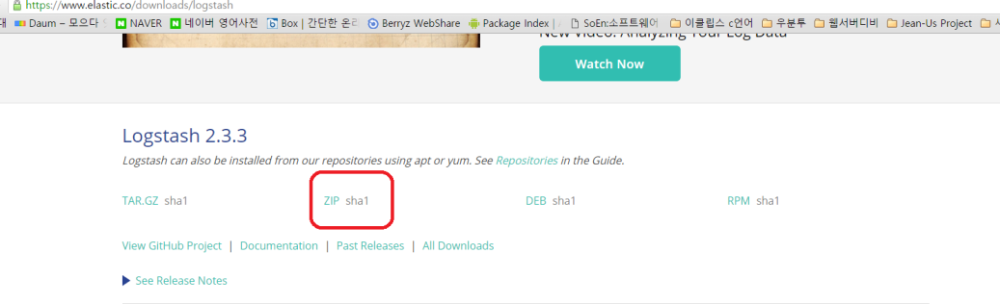 https://www.elastic.co/downloads/logstash
대 Daum – 모으다 NAVER 네이버 영어사전 Box | 간단한 온라 Berryz WebShare Package Index | SoEn:소프트웨어 이클립스 c언어 우분투 웹서버디비 Jean-Us Project
New Video: Analyzing Your Log Data
Watch Now
Logstash 2.3.3
Logstash can also be installed from our repositories using apt or yum. See Repositories in the Guide.
TAR.GZ sha1 ZIP sha1 DEB sha1 RPM sha1
View GitHub Project | Documentation | Past Releases | All Downloads
See Release Notes